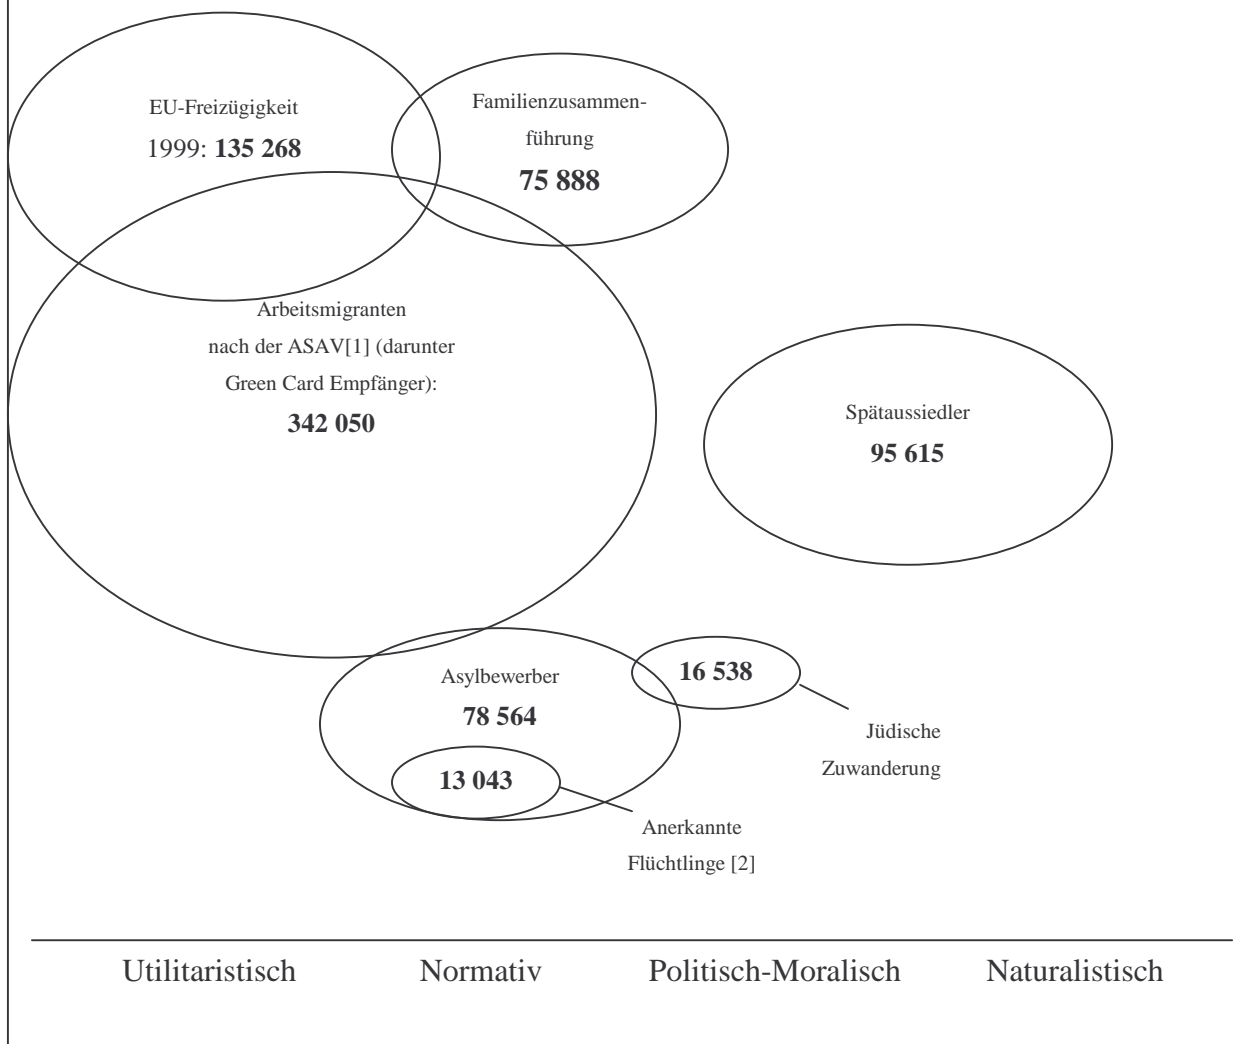 EU-Freizügigkeit
1999: 135 268
Familienzusammen-
führung
75 888
Arbeitsmigranten
nach der ASAV[1] (darunter
Green Card Empfänger):
342 050
Spätaussiedler
95 615
Asylbewerber
78 564
16 538
Jüdische
Zuwanderung
13 043
Anerkannte
Flüchtlinge [2]
Utilitaristisch Normativ Politisch-Moralisch Naturalistisch